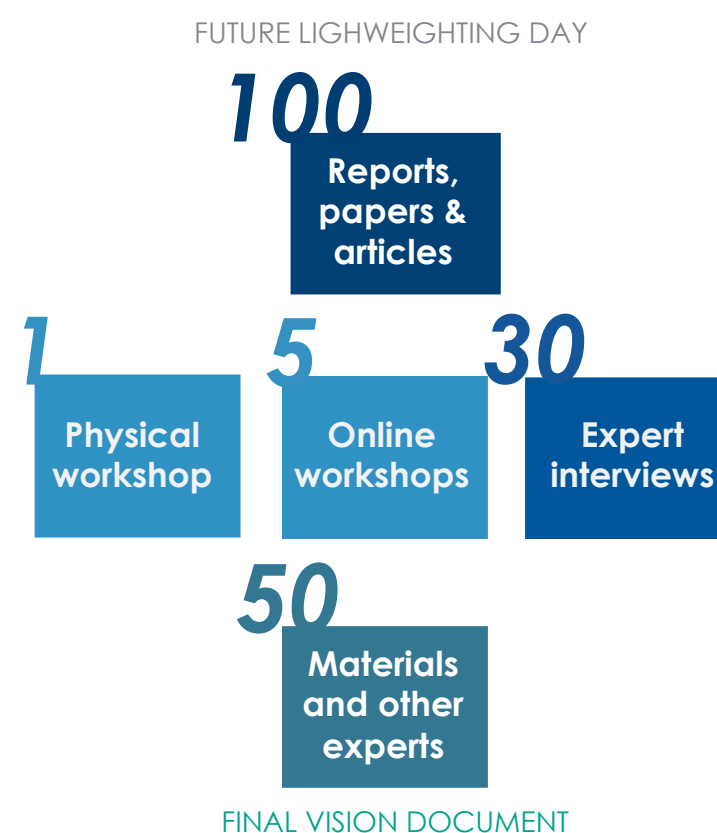 FUTURE LIGHWEIGHTING DAY
100
Reports,
papers &
articles
1
Physical
workshop
5
Online
workshops
30
Expert
interviews
50
Materials
and other
experts
FINAL VISION DOCUMENT